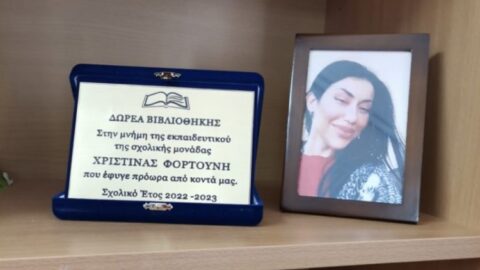 ΔΩΡΕΑ ΒΙΒΛΙΟΘΗΚΗΣ
Στην μνήμη της εκπαιδευτικού
της σχολικής μονάδας
ΧΡΙΣΤΙΝΑΣ ΦΟΡΤΟΥΝΗ
που έφυγε πρόωρα από κοντά μας.
Σχολικό Έτος 2022 -2023